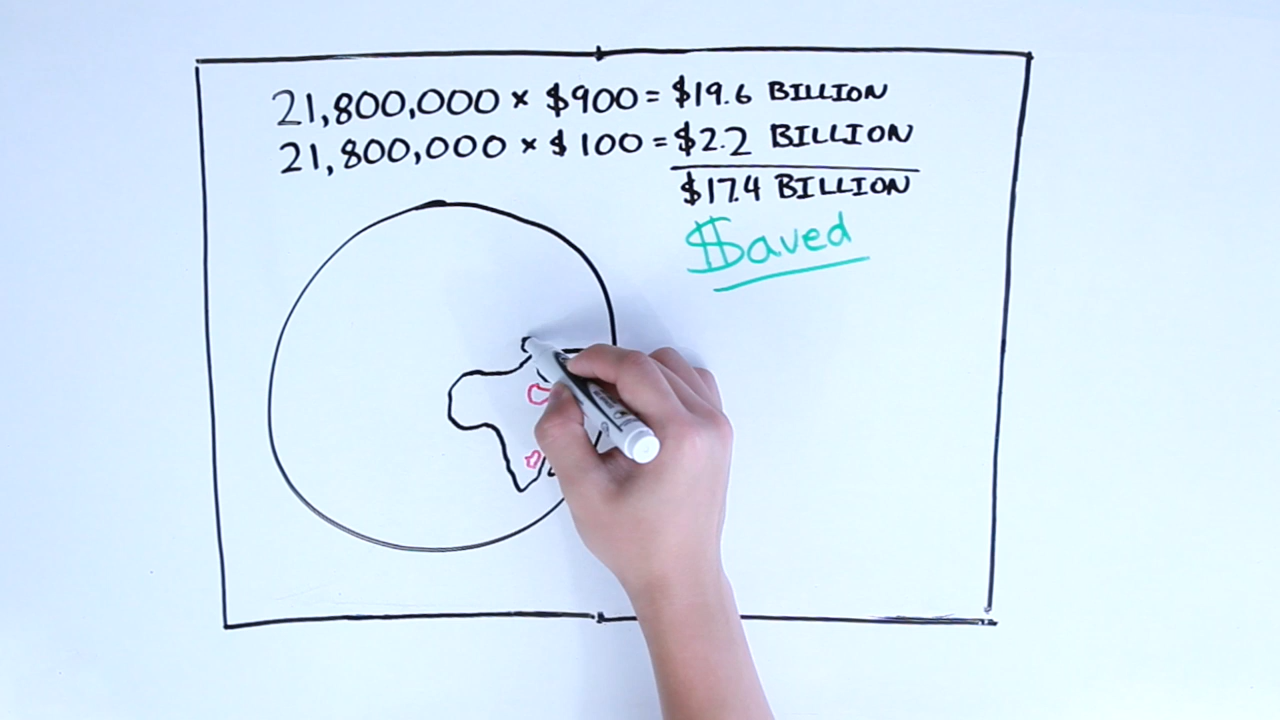 21,800,000 × $900 = $19.6 BILLION
21,800,000 × $100 = $2.2 BILLION
$17.4 BILLION
$aved